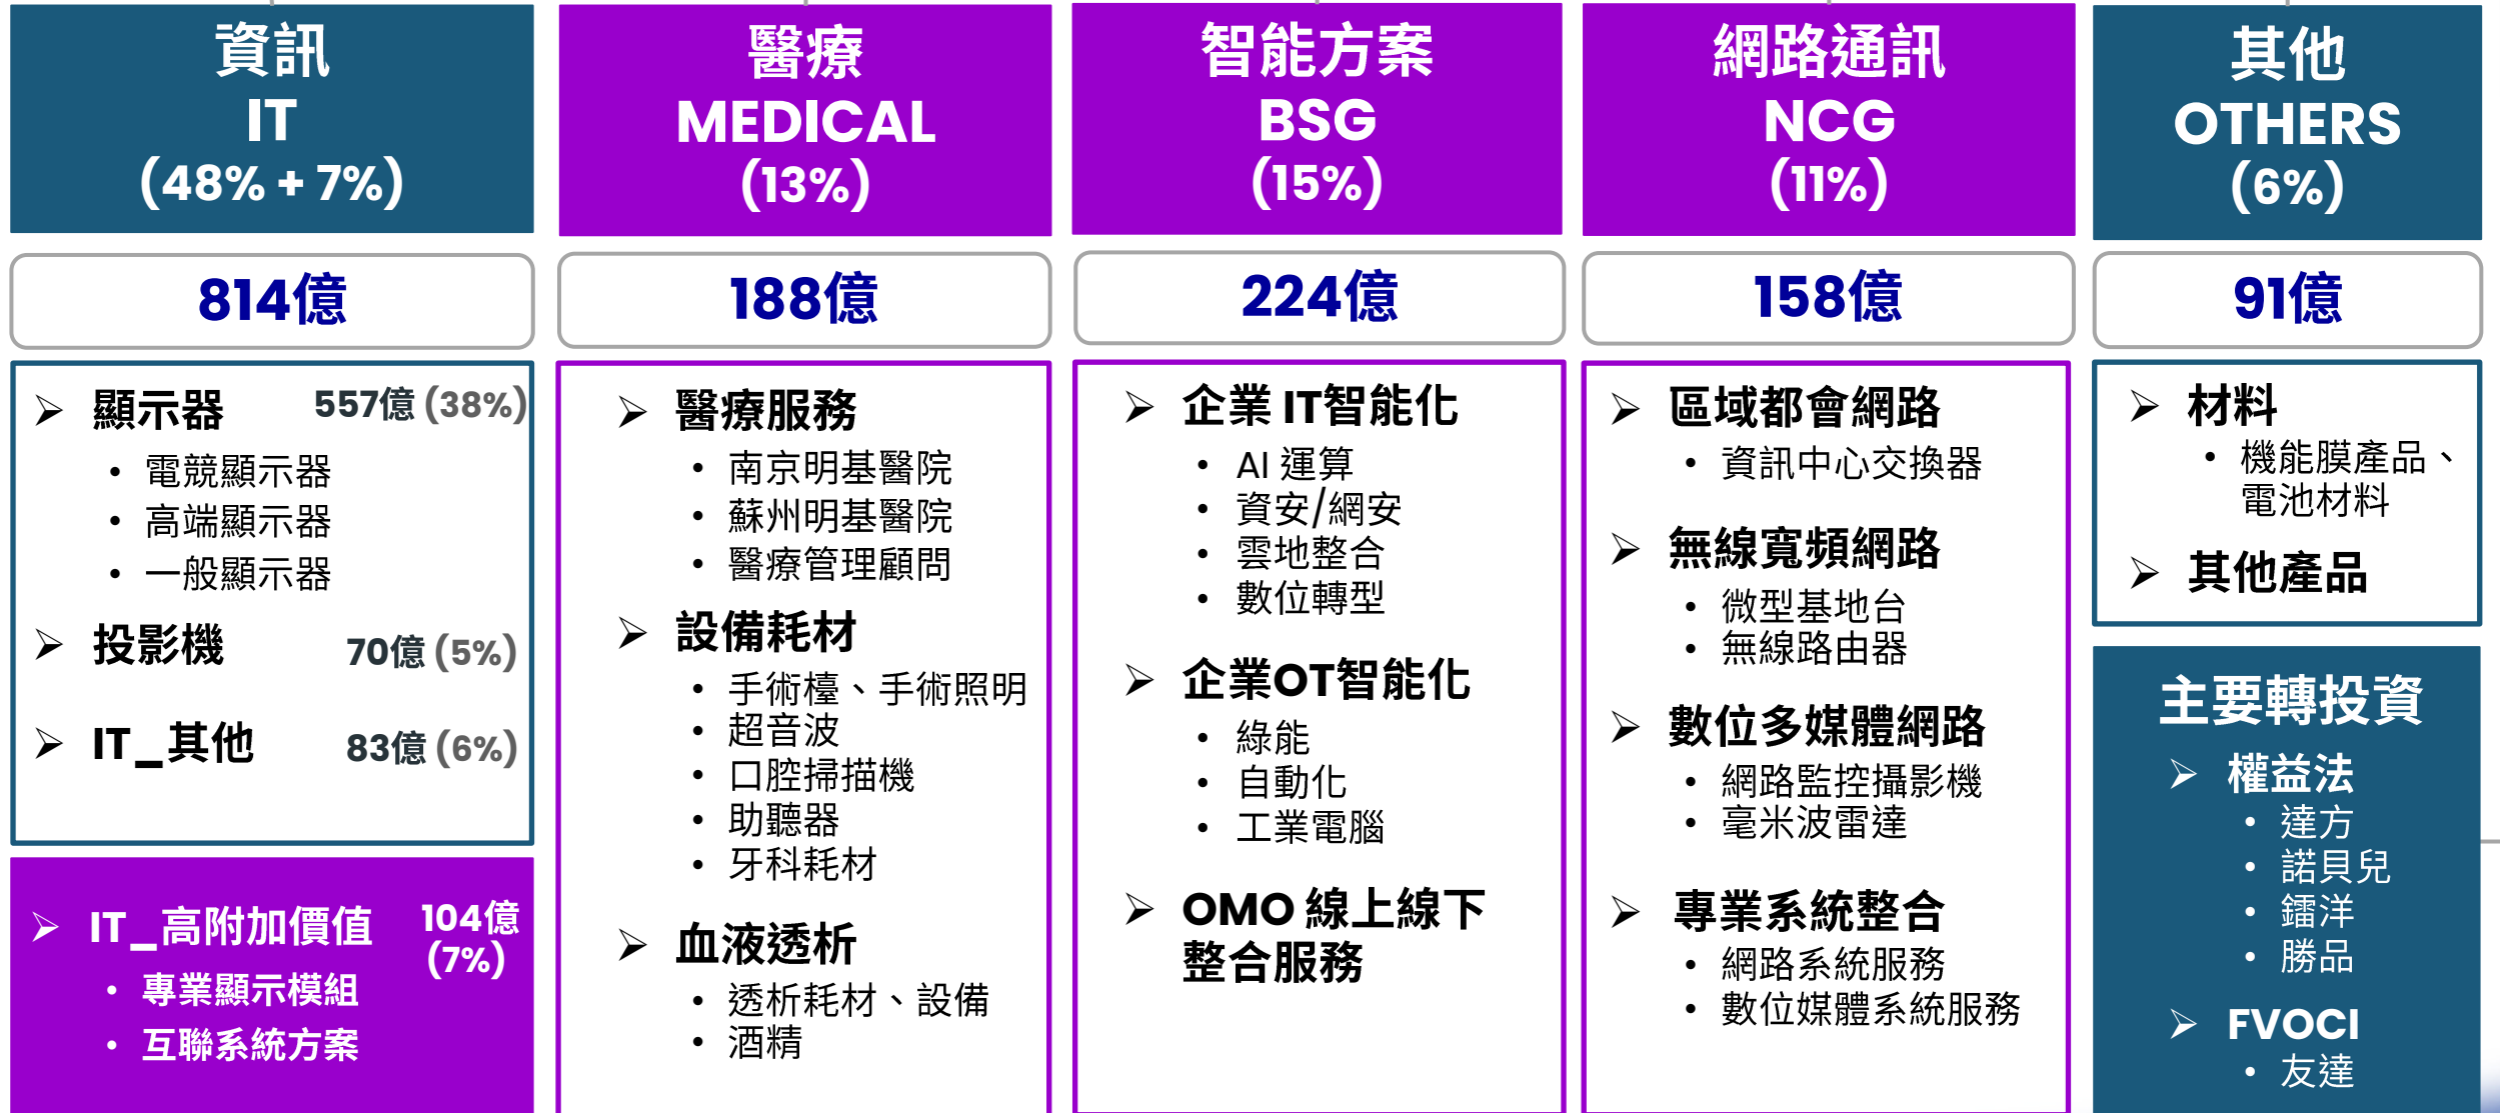 資訊
IT
(48% + 7%)
814億
顯示器 557億 (38%)
電競顯示器
高端顯示器
一般顯示器
投影機 70億 (5%)
IT_其他 83億 (6%)
IT_高附加價值 104億
(7%)
專業顯示模組
互聯系統方案
醫療
MEDICAL
(13%)
188億
醫療服務
南京明基醫院
蘇州明基醫院
醫療管理顧問
設備耗材
手術檯、手術照明
超音波
口腔掃描機
助聽器
牙科耗材
血液透析
透析耗材、設備
酒精
智能方案
BSG
(15%)
224億
企業 IT智能化
AI 運算
資安/網安
雲地整合
數位轉型
企業OT智能化
綠能
自動化
工業電腦
OMO 線上線下
整合服務
網路通訊
NCG
(11%)
158億
區域都會網路
資訊中心交換器
無線寬頻網路
微型基地台
無線路由器
數位多媒體網路
網路監控攝影機
毫米波雷達
專業系統整合
網路系統服務
數位媒體系統服務
其他
OTHERS
(6%)
91億
材料
機能膜產品、
電池材料
其他產品
主要轉投資
權益法
達方
諾貝兒
鐳洋
勝品
FVOCI
友達